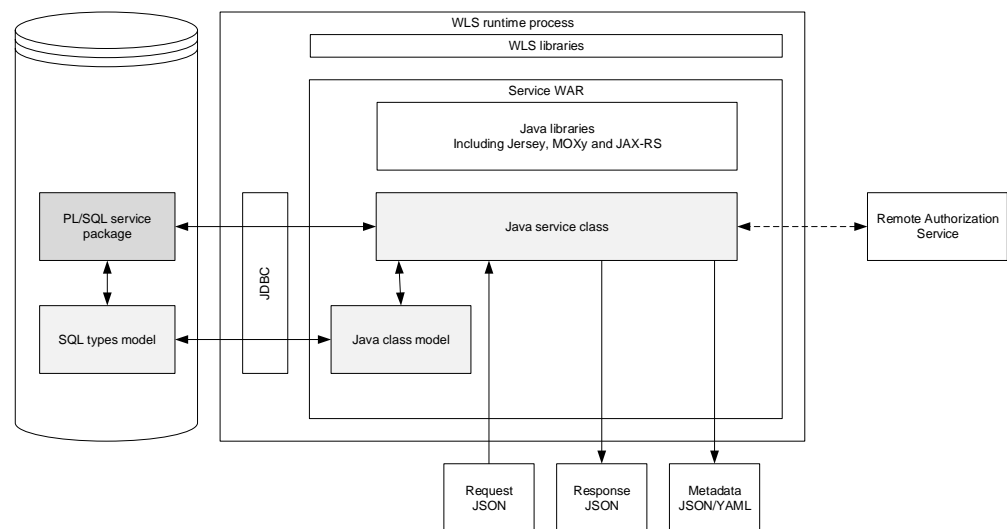 WLS runtime process
WLS libraries
Service WAR
Java libraries
Including Jersey, MOXy and JAX-RS
PL/SQL service
package
JDBC
Java service class
Remote Authorization
Service
SQL types model
Java class model
Request
JSON
Response
JSON
Metadata
JSON/YAML